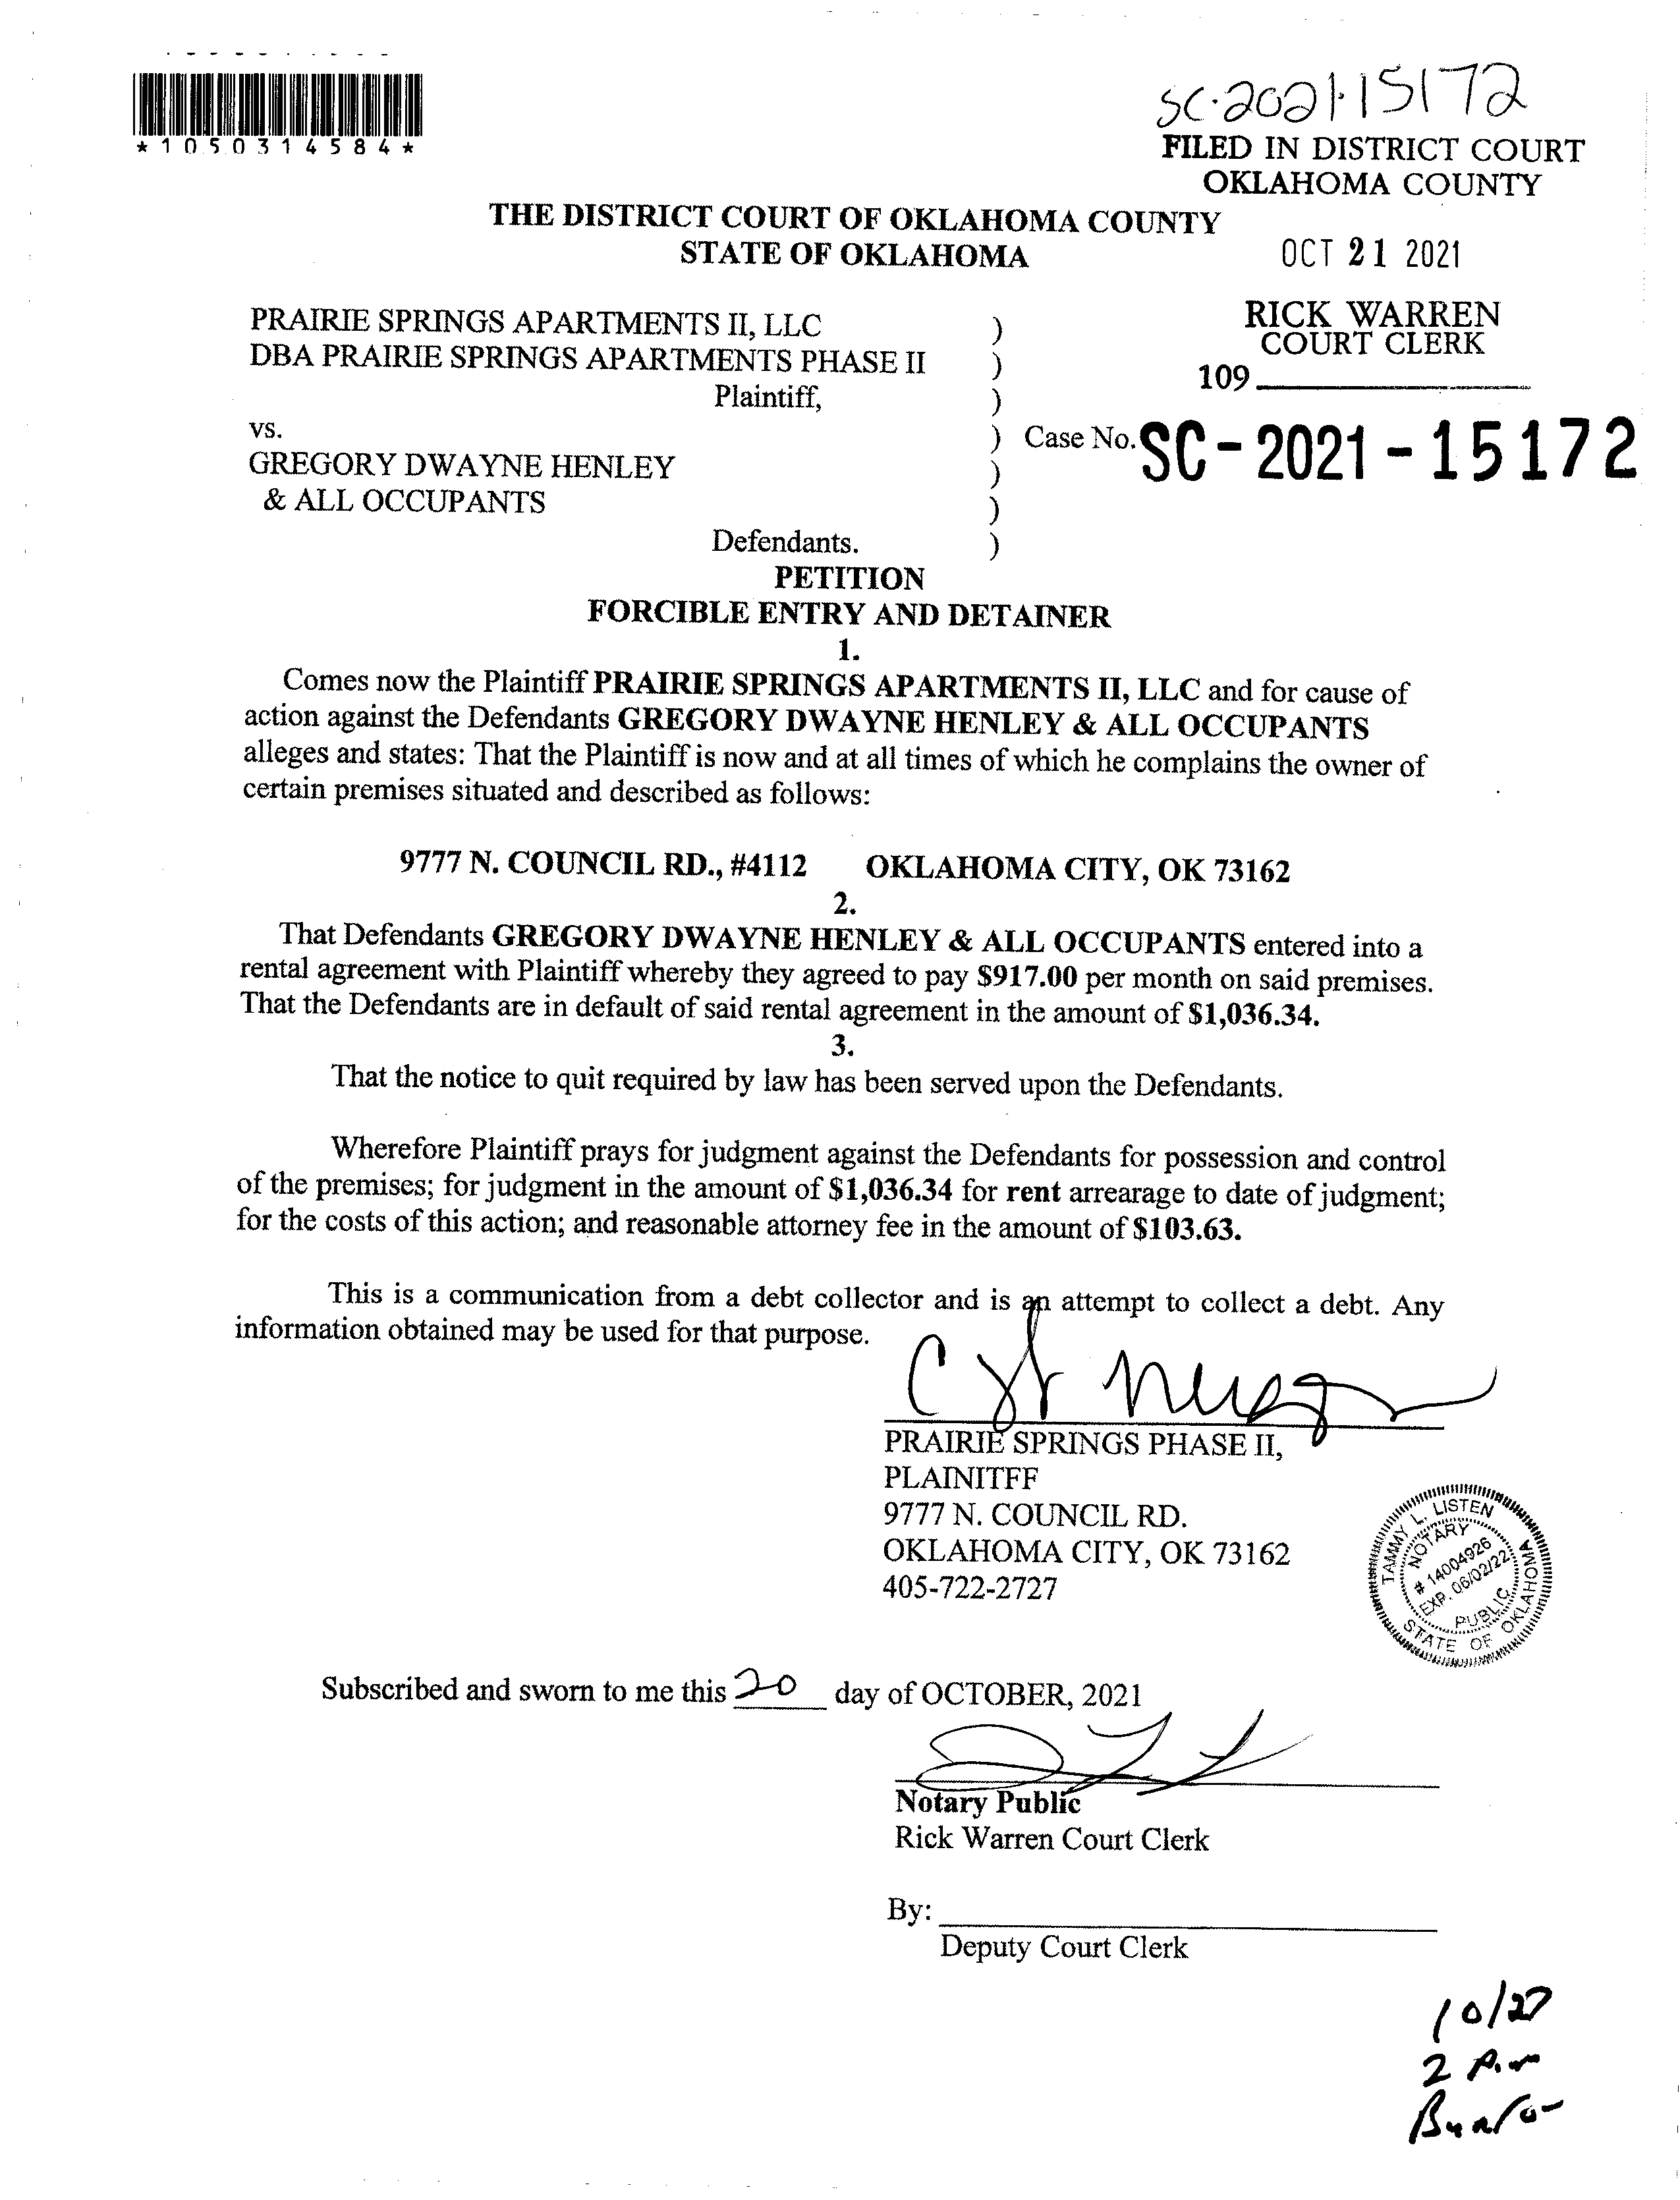 SC-2021-15172
*1050314584*
FILED IN DISTRICT COURT
OKLAHOMA COUNTY
THE DISTRICT COURT OF OKLAHOMA COUNTY
STATE OF OKLAHOMA
OCT 21 2021
RICK WARREN
COURT CLERK
109
PRAIRIE SPRINGS APARTMENTS II, LLC )
DBA PRAIRIE SPRINGS APARTMENTS PHASE II )
Plaintiff, )
vs. ) Case No. SC-2021-15172
GREGORY DWAYNE HENLEY )
& ALL OCCUPANTS )
Defendants. )
PETITION
FORCIBLE ENTRY AND DETAINER
1.
Comes now the Plaintiff PRAIRIE SPRINGS APARTMENTS II, LLC and for cause of
action against the Defendants GREGORY DWAYNE HENLEY & ALL OCCUPANTS
alleges and states: That the Plaintiff is now and at all times of which he complains the owner of
certain premises situated and described as follows:
9777 N. COUNCIL RD., #4112 OKLAHOMA CITY, OK 73162
2.
That Defendants GREGORY DWAYNE HENLEY & ALL OCCUPANTS entered into a
rental agreement with Plaintiff whereby they agreed to pay $917.00 per month on said premises.
That the Defendants are in default of said rental agreement in the amount of $1,036.34.
3.
That the notice to quit required by law has been served upon the Defendants.
Wherefore Plaintiff prays for judgment against the Defendants for possession and control
of the premises; for judgment in the amount of $1,036.34 for rent arrearage to date of judgment;
for the costs of this action; and reasonable attorney fee in the amount of $103.63.
This is a communication from a debt collector and is an attempt to collect a debt. Any
information obtained may be used for that purpose.
PRAIRIE SPRINGS PHASE II,
PLAINITFF
9777 N. COUNCIL RD.
OKLAHOMA CITY, OK 73162
405-722-2727
TAMMY L. LISTEN
NOTARY
# 14004926
EXP. 06/02/22
PUBLIC
STATE OF OKLAHOMA
Subscribed and sworn to me this 20 day of OCTOBER, 2021
Notary Public
Rick Warren Court Clerk
By:
Deputy Court Clerk
10/27
2 p.m